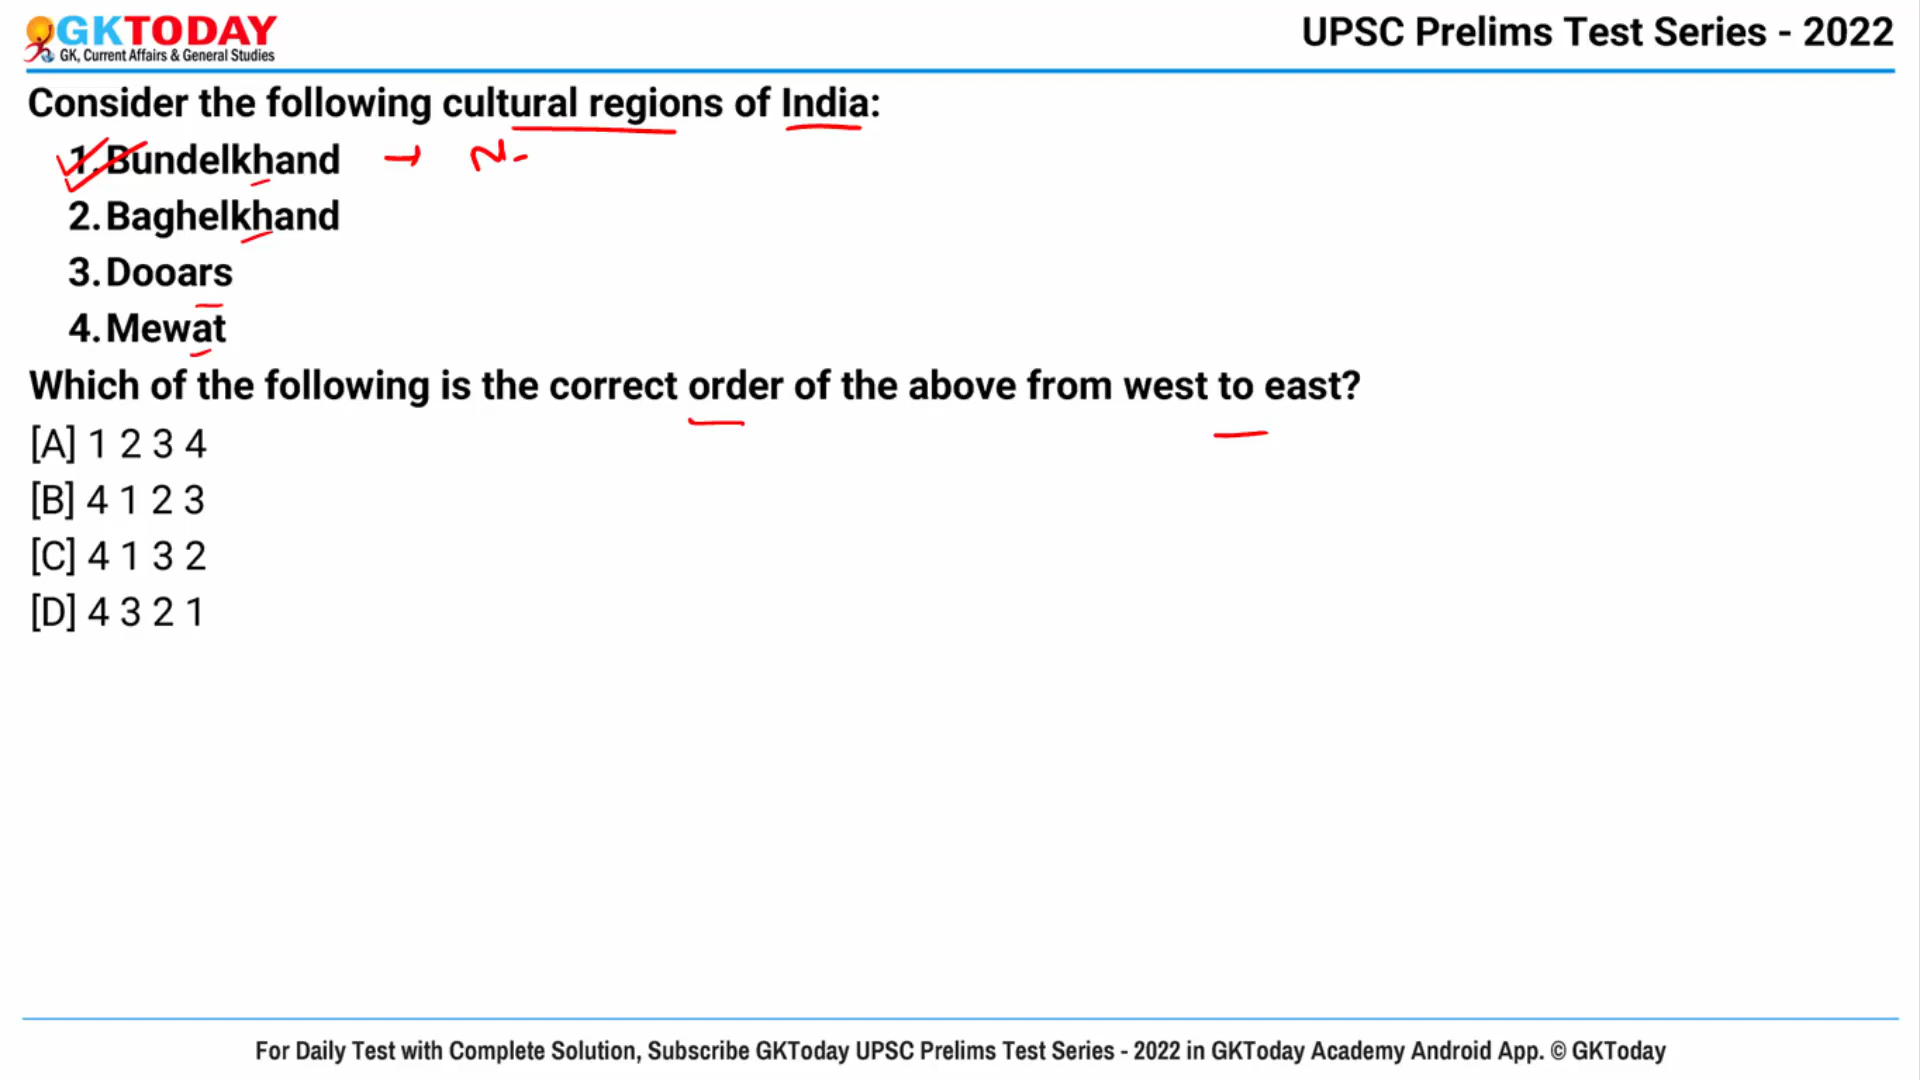 GKTODAY
GK, Current Affairs & General Studies
UPSC Prelims Test Series - 2022
Consider the following cultural regions of India:
1. Bundelkhand → N.
2. Baghelkhand
3. Dooars
4. Mewat
Which of the following is the correct order of the above from west to east?
[A] 1 2 3 4
[B] 4 1 2 3
[C] 4 1 3 2
[D] 4 3 2 1
For Daily Test with Complete Solution, Subscribe GKToday UPSC Prelims Test Series - 2022 in GKToday Academy Android App. © GKToday